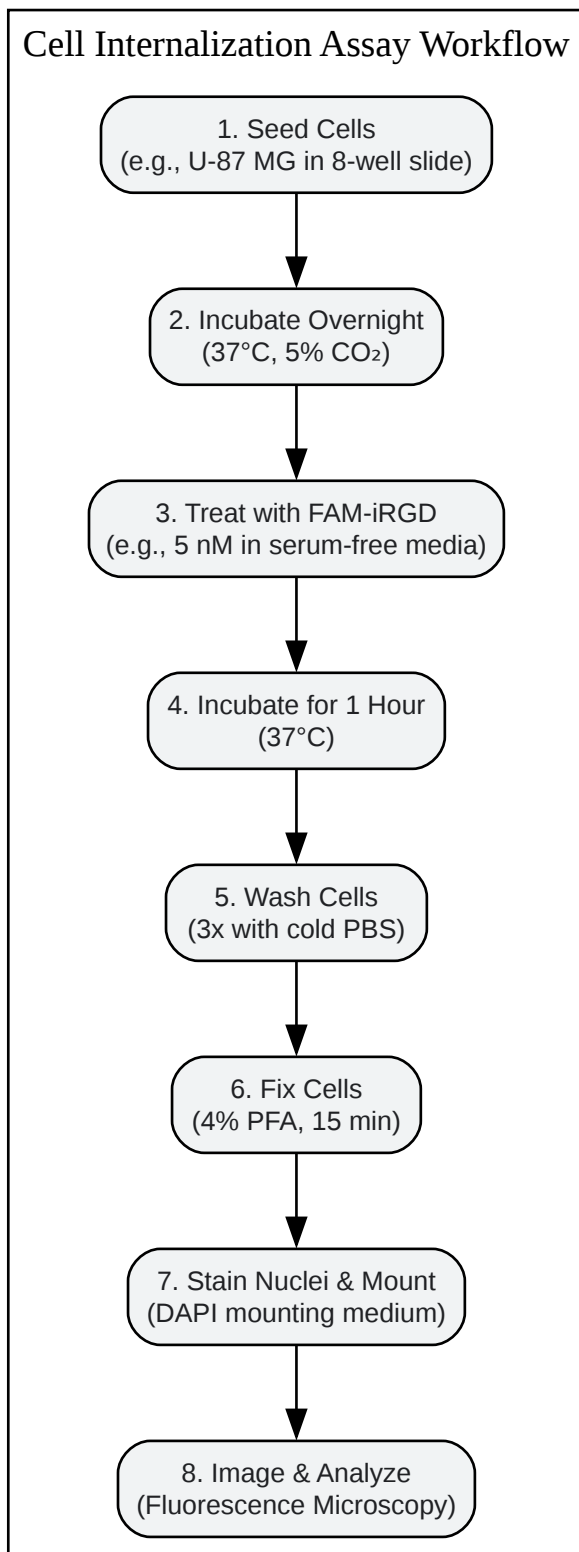 Cell Internalization Assay Workflow
1. Seed Cells
(e.g., U-87 MG in 8-well slide)
2. Incubate Overnight
(37°C, 5% CO₂)
3. Treat with FAM-iRGD
(e.g., 5 nM in serum-free media)
4. Incubate for 1 Hour
(37°C)
5. Wash Cells
(3x with cold PBS)
6. Fix Cells
(4% PFA, 15 min)
7. Stain Nuclei & Mount
(DAPI mounting medium)
8. Image & Analyze
(Fluorescence Microscopy)